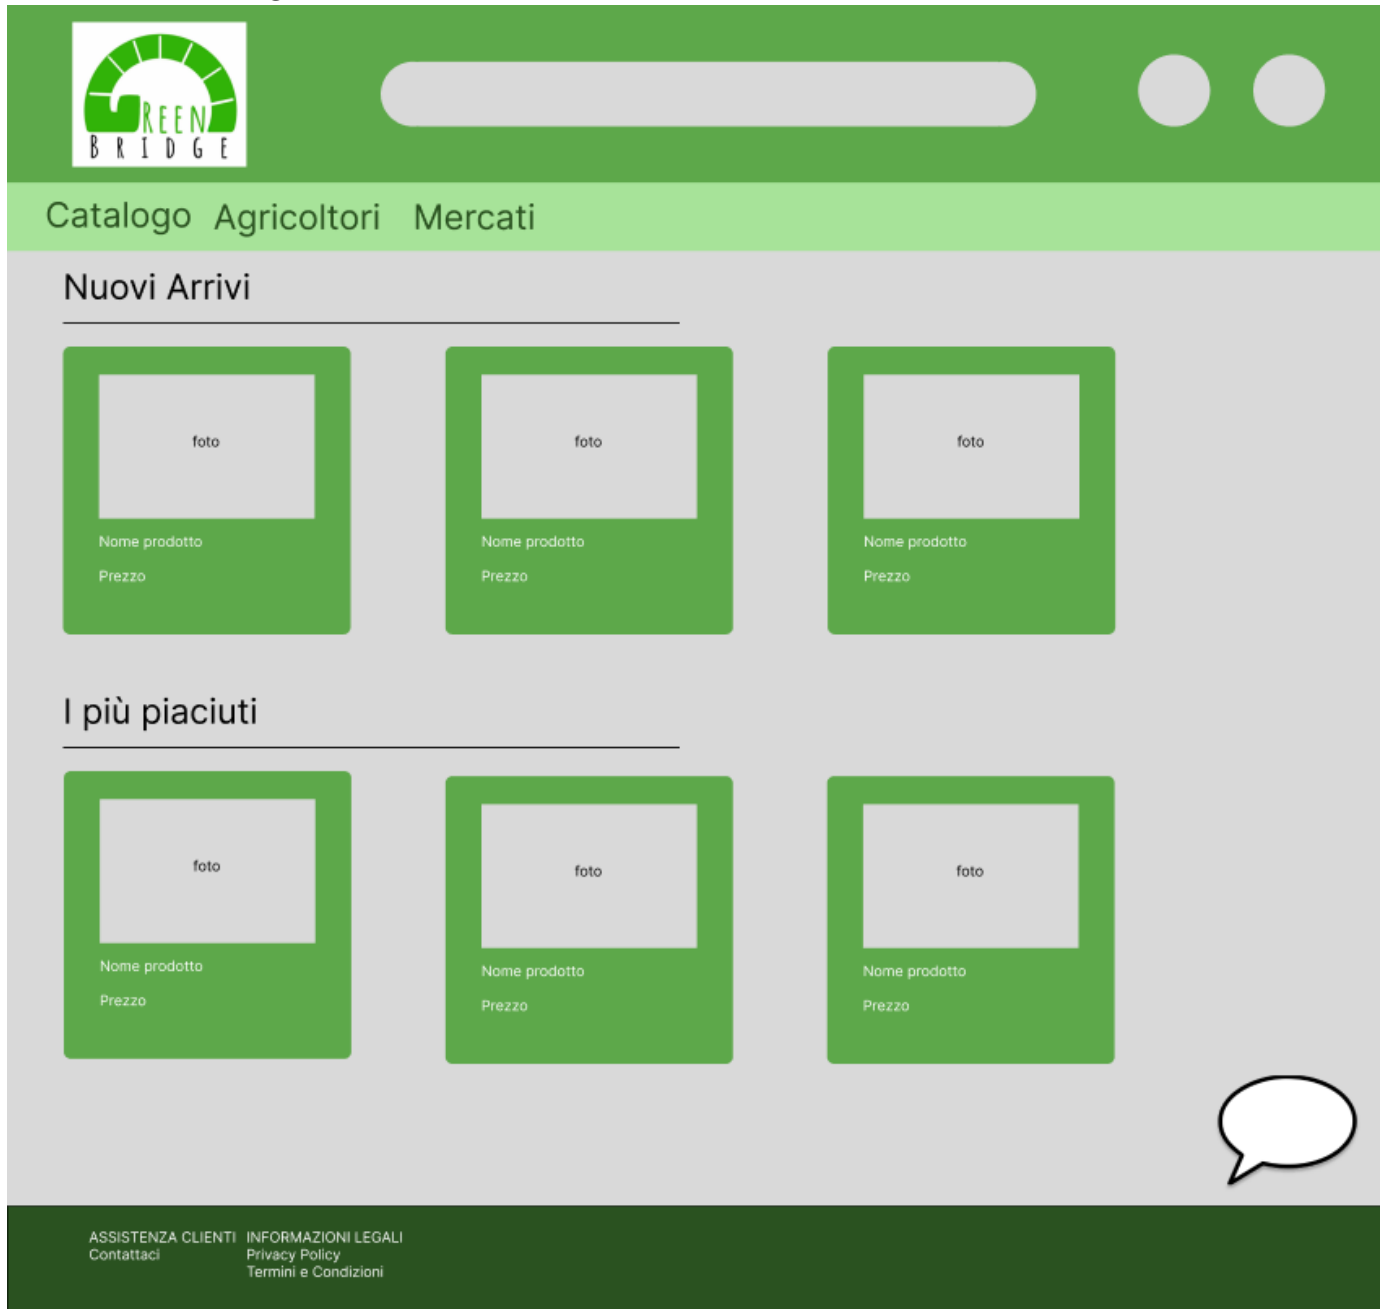 GREEN
BRIDGE
Catalogo Agricoltori Mercati
Nuovi Arrivi
foto foto foto
Nome prodotto Nome prodotto Nome prodotto
Prezzo Prezzo Prezzo
I più piaciuti
foto foto foto
Nome prodotto Nome prodotto Nome prodotto
Prezzo Prezzo Prezzo
ASSISTENZA CLIENTI INFORMAZIONI LEGALI
Contattaci Privacy Policy
Termini e Condizioni